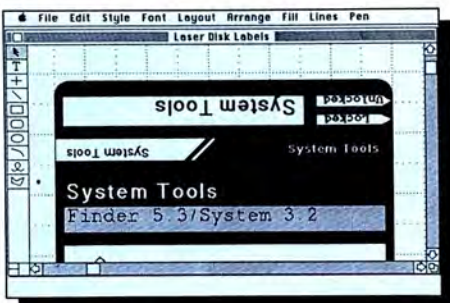 File Edit Style Font Layout Arrange Fill Lines Pen
Laser Disk Labels
T
System Tools
Unlocked
Locked
System Tools
System Tools
System Tools
Finder 5.3/System 3.2